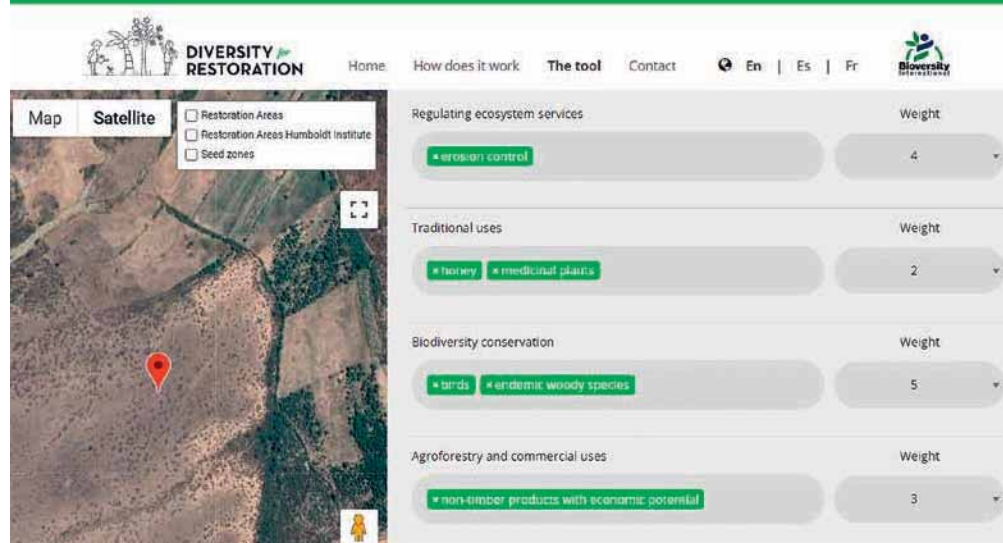 DIVERSITY for
RESTORATION
Home How does it work The tool Contact En | Es | Fr
Bioversity
International
Map Satellite
Restoration Areas
Restoration Areas Humboldt Institute
Seed zones
Regulating ecosystem services Weight
× erosion control 4
Traditional uses Weight
× honey × medicinal plants 2
Biodiversity conservation Weight
× birds × endemic woody species 5
Agroforestry and commercial uses Weight
× non-timber products with economic potential 3